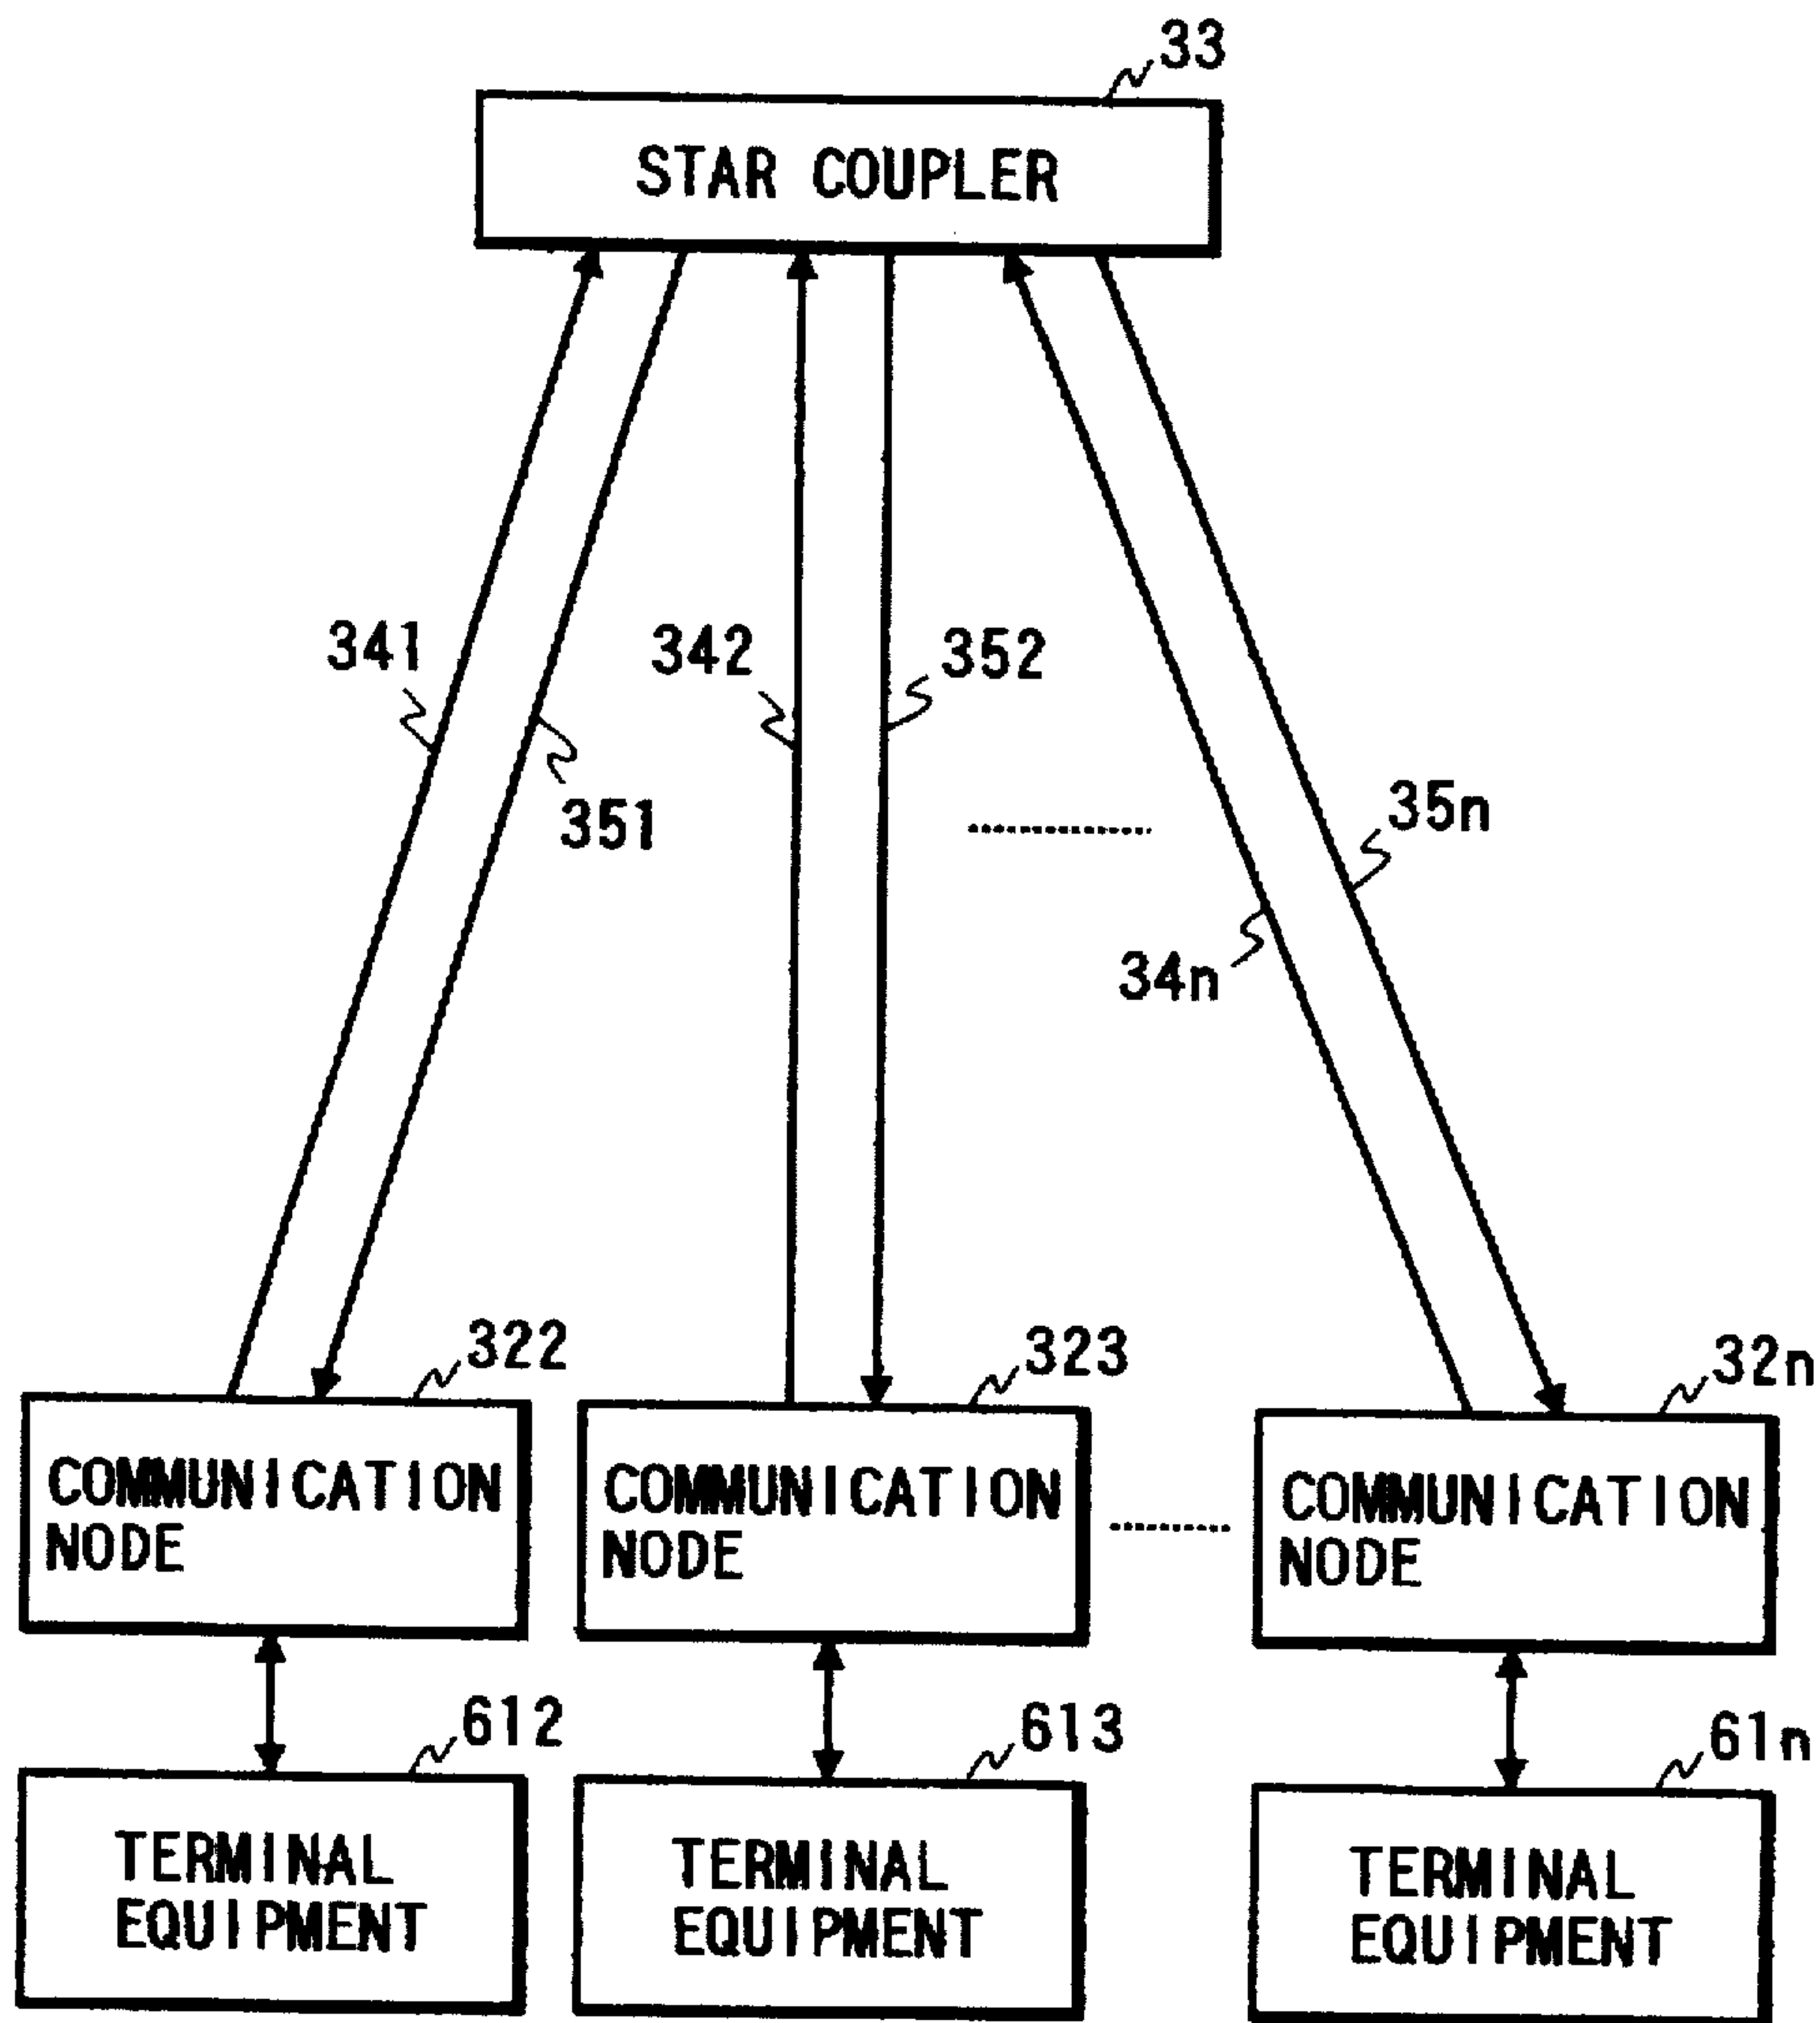 33
STAR COUPLER
341
342
352
351
35n
34n
322
323
32n
COMMUNICATION
NODE
COMMUNICATION
NODE
COMMUNICATION
NODE
612
613
61n
TERMINAL
EQUIPMENT
TERMINAL
EQUIPMENT
TERMINAL
EQUIPMENT